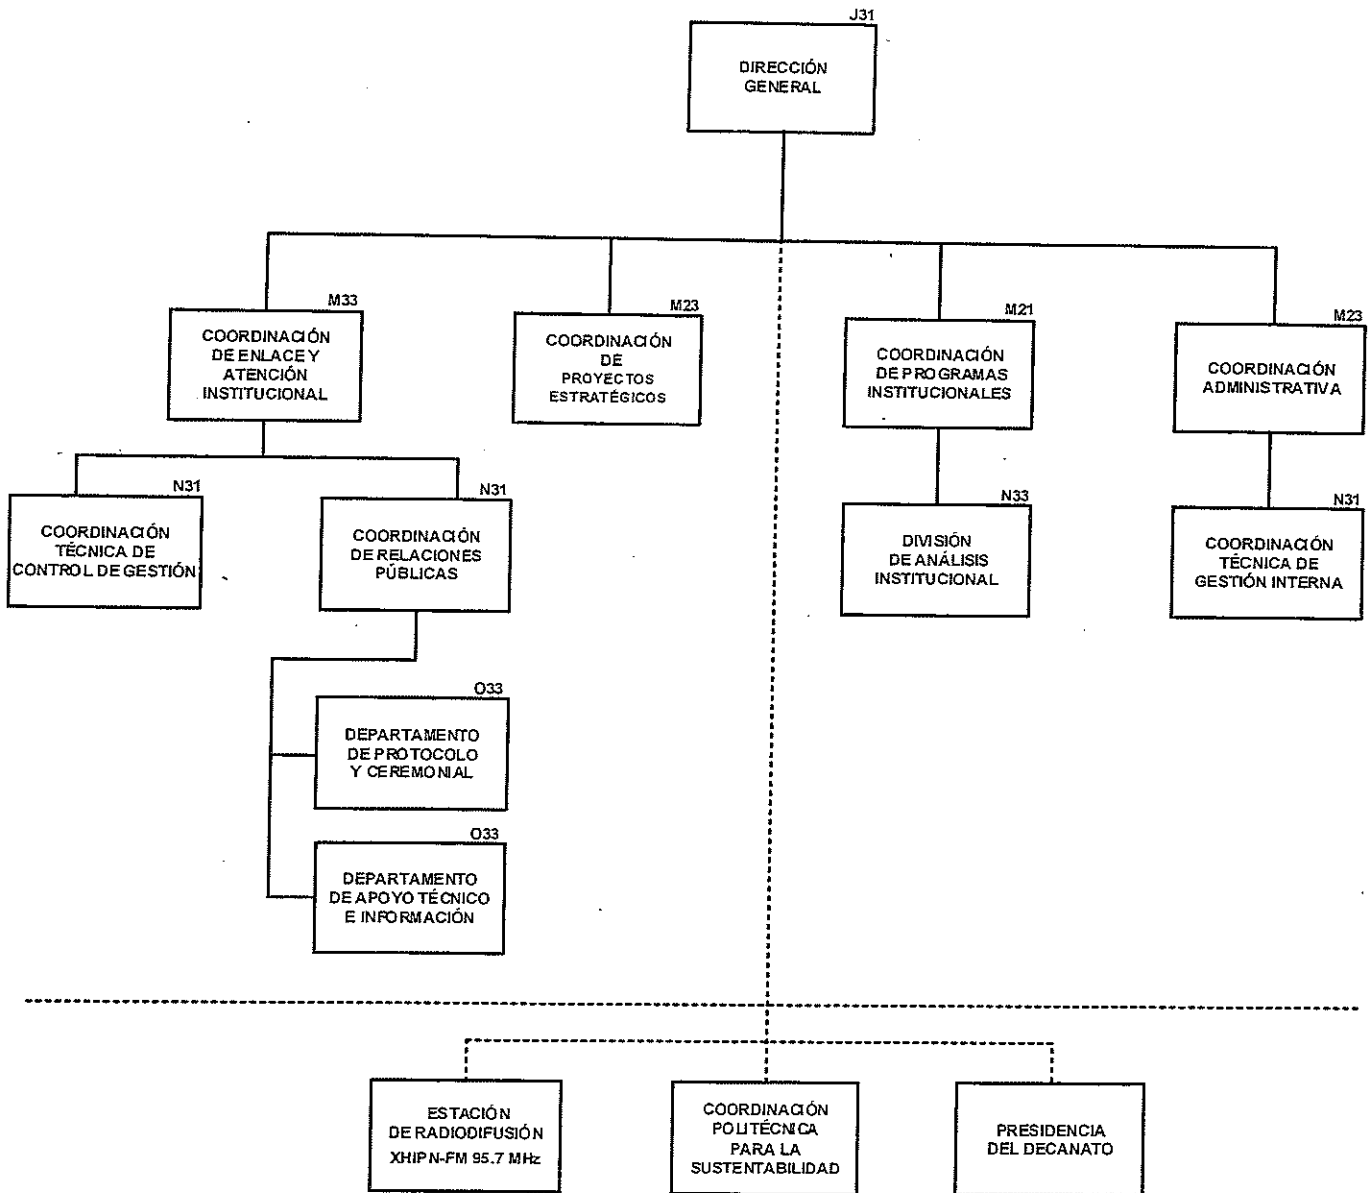 J31
DIRECCIÓN
GENERAL
M33
COORDINACIÓN
DE ENLACE Y
ATENCIÓN
INSTITUCIONAL
M23
COORDINACIÓN
DE
PROYECTOS
ESTRATÉGICOS
M21
COORDINACIÓN
DE PROGRAMAS
INSTITUCIONALES
M23
COORDINACIÓN
ADMINISTRATIVA
N31
COORDINACIÓN
TÉCNICA DE
CONTROL DE GESTIÓN
N31
COORDINACIÓN
DE RELACIONES
PÚBLICAS
N33
DIVISIÓN
DE ANÁLISIS
INSTITUCIONAL
N31
COORDINACIÓN
TÉCNICA DE
GESTIÓN INTERNA
O33
DEPARTAMENTO
DE PROTOCOLO
Y CEREMONIAL
O33
DEPARTAMENTO
DE APOYO TÉCNICO
E INFORMACIÓN
ESTACIÓN
DE RADIODIFUSIÓN
XHIPN-FM 95.7 MHz
COORDINACIÓN
POLITÉCNICA
PARA LA
SUSTENTABILIDAD
PRESIDENCIA
DEL DECANATO